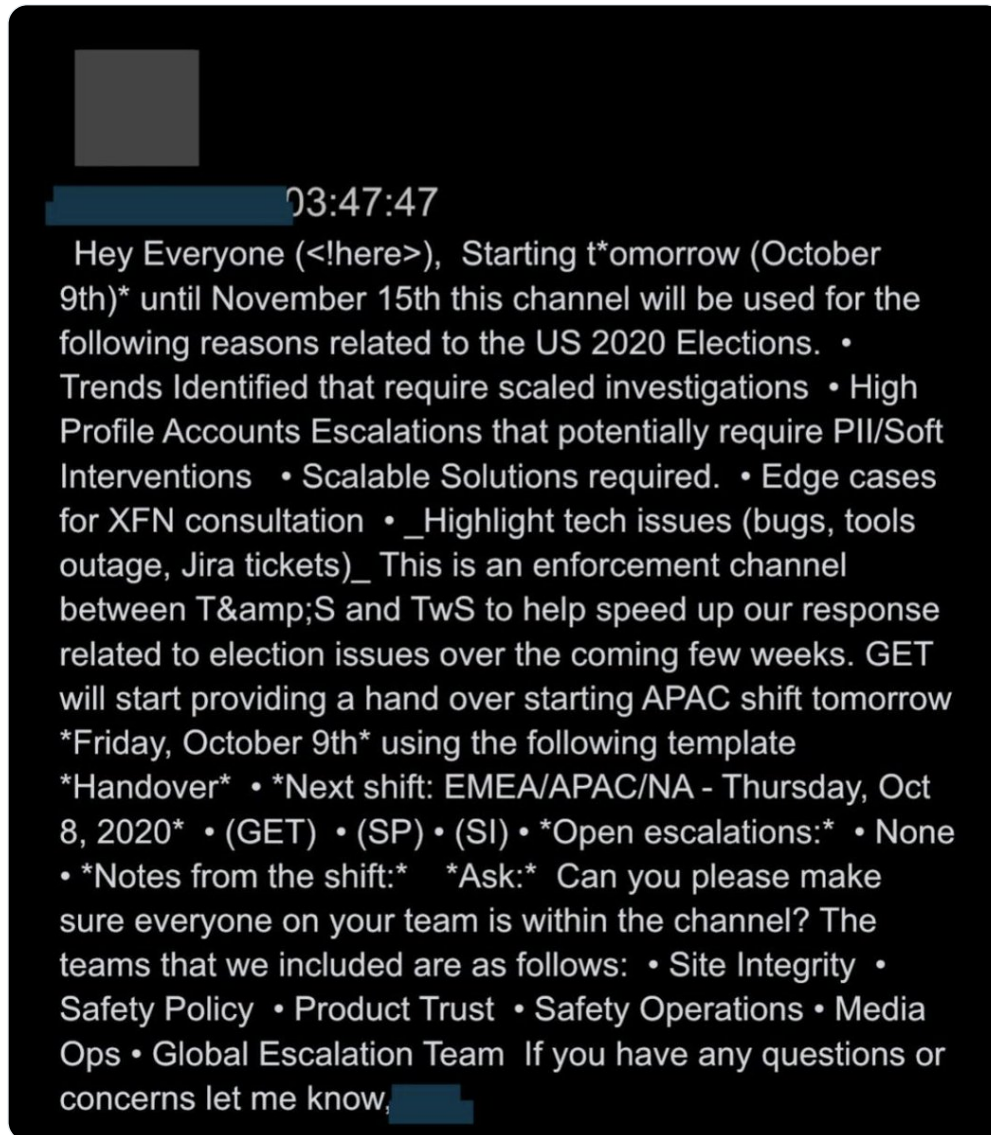 03:47:47
Hey Everyone (<!here>),  Starting t*omorrow (October
9th)* until November 15th this channel will be used for the
following reasons related to the US 2020 Elections.  •
Trends Identified that require scaled investigations  • High
Profile Accounts Escalations that potentially require PII/Soft
Interventions   • Scalable Solutions required.  • Edge cases
for XFN consultation  • _Highlight tech issues (bugs, tools
outage, Jira tickets)_ This is an enforcement channel
between T&amp;S and TwS to help speed up our response
related to election issues over the coming few weeks. GET
will start providing a hand over starting APAC shift tomorrow
*Friday, October 9th* using the following template
*Handover*  • *Next shift: EMEA/APAC/NA - Thursday, Oct
8, 2020*  • (GET)  • (SP) • (SI) • *Open escalations:*  • None
• *Notes from the shift:*    *Ask:*  Can you please make
sure everyone on your team is within the channel? The
teams that we included are as follows:  • Site Integrity  •
Safety Policy  • Product Trust  • Safety Operations • Media
Ops • Global Escalation Team  If you have any questions or
concerns let me know,